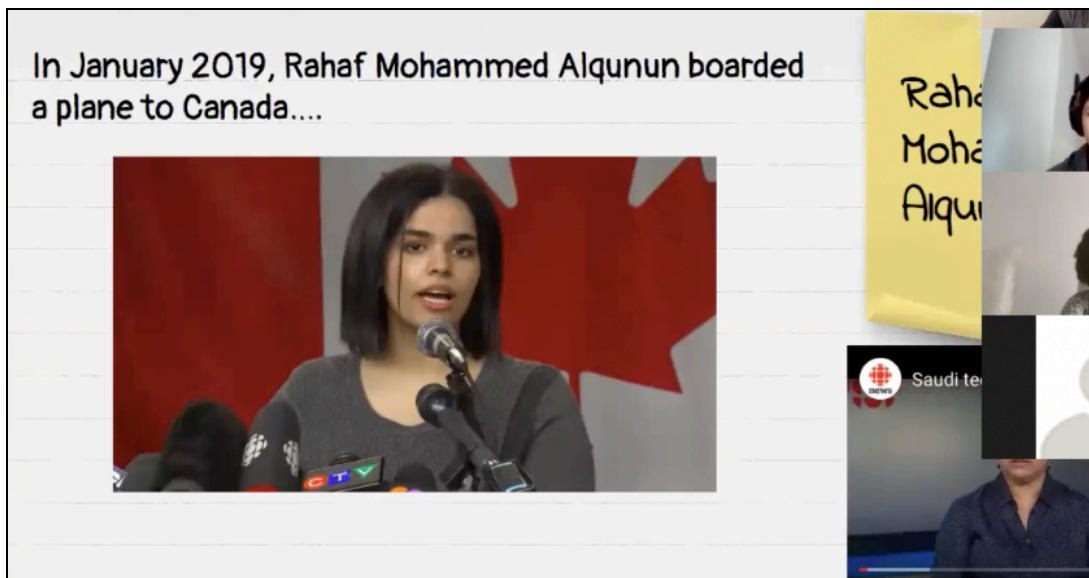 In January 2019, Rahaf Mohammed Alqunun boarded
a plane to Canada....
Raha
Moha
Alqu
CTV
news
Saudi te